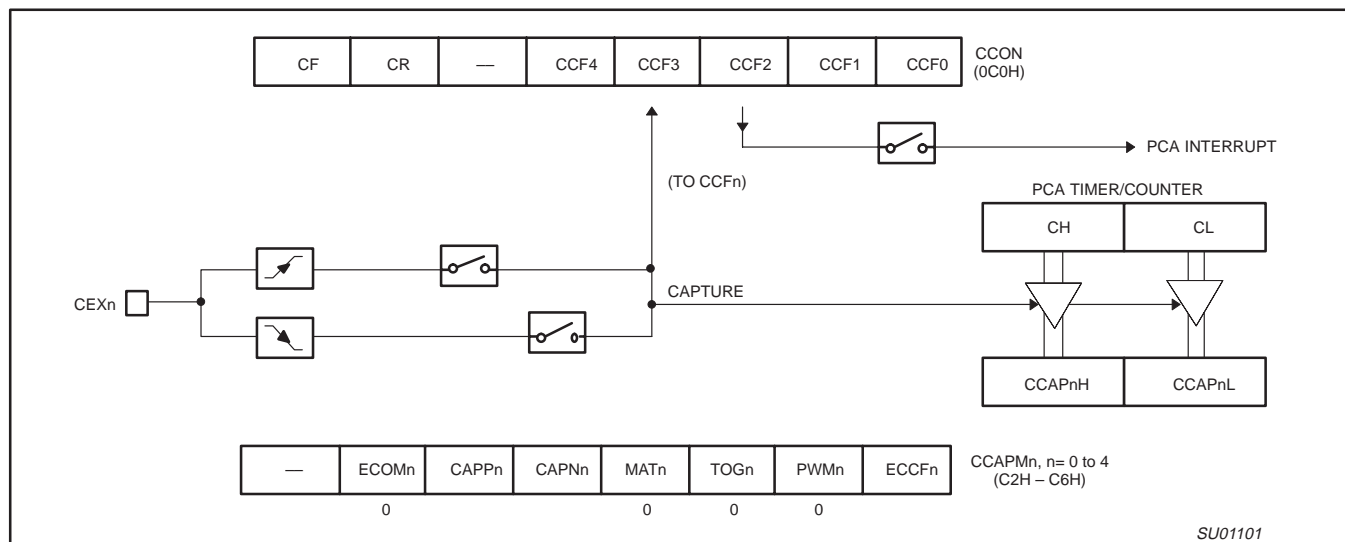 CF CR — CCF4 CCF3 CCF2 CCF1 CCF0
CCON
(0C0H)
PCA INTERRUPT
(TO CCFn)
PCA TIMER/COUNTER
CH CL
CEXn
CAPTURE
CCAPnH CCAPnL
— ECOMn CAPPn CAPNn MATn TOGn PWMn ECCFn
CCAPMn, n= 0 to 4
(C2H – C6H)
0 0 0 0
SU01101